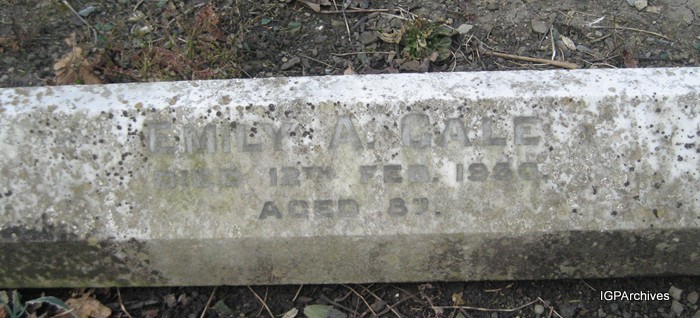 EMILY A. GALE
DIED 12TH FEB.
AGED
IGPArchives